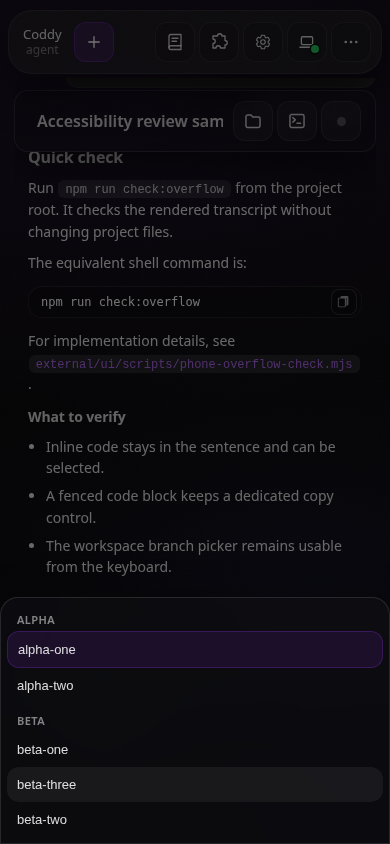 Coddy
agent
Accessibility review sam
Quick check
Run npm run check:overflow from the project
root. It checks the rendered transcript without
changing project files.
The equivalent shell command is:
npm run check:overflow
For implementation details, see
external/ui/scripts/phone-overflow-check.mjs
.
What to verify
• Inline code stays in the sentence and can be
selected.
• A fenced code block keeps a dedicated copy
control.
• The workspace branch picker remains usable
from the keyboard.
ALPHA
alpha-one
alpha-two
BETA
beta-one
beta-three
beta-two